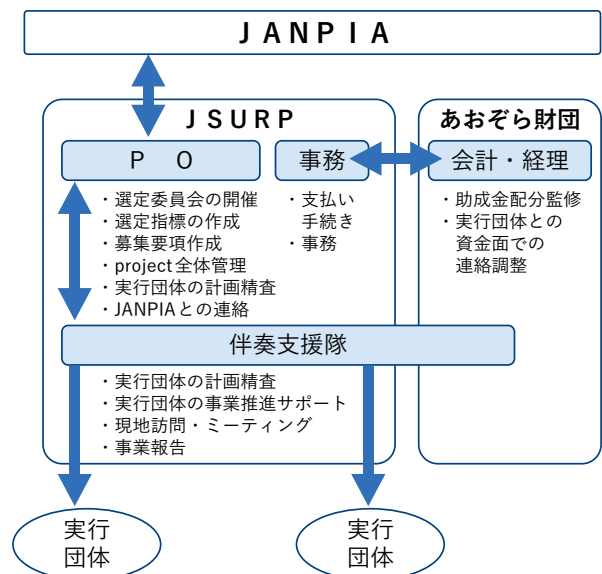 JANPIA
JSURP
あおぞら財団
PO
事務
会計・経理
・選定委員会の開催
・選定指標の作成
・募集要項作成
・project全体管理
・実行団体の計画精査
・JANPIAとの連絡
・支払い
手続き
・事務
・助成金配分監修
・実行団体との
資金面での
連絡調整
伴奏支援隊
・実行団体の計画精査
・実行団体の事業推進サポート
・現地訪問・ミーティング
・事業報告
実行
団体
実行
団体